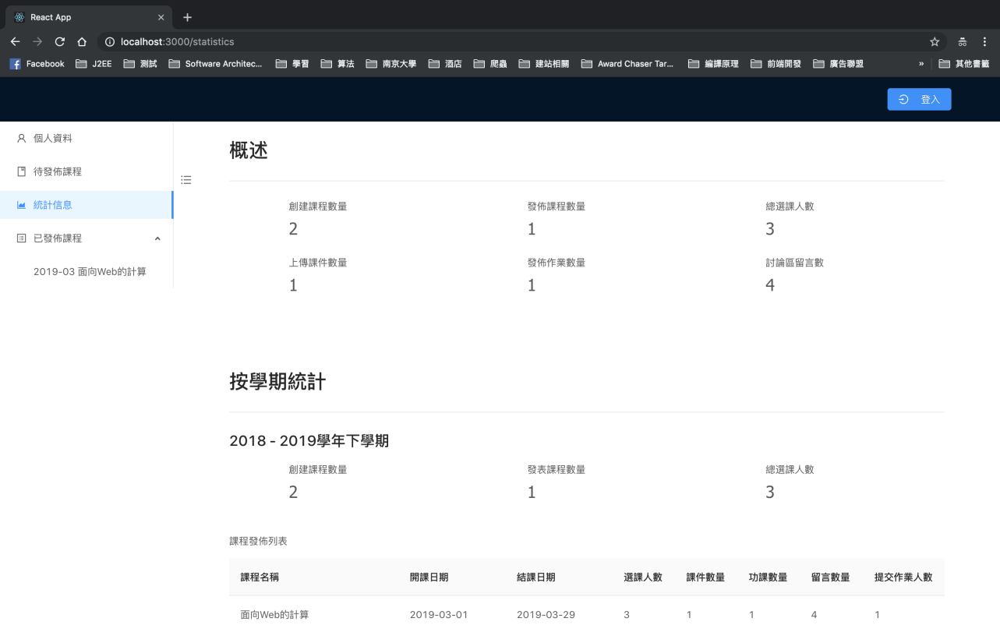 React App
localhost:3000/statistics
Facebook J2EE 測試 Software Architec... 學習 算法 南京大學 酒店 爬蟲 建站相關 Award Chaser Tar... 編譯原理 前端開發 廣告聯盟 » 其他書籤
登入
個人資料
待發佈課程
統計信息
已發佈課程
2019-03 面向Web的計算
概述
創建課程數量 發佈課程數量 總選課人數
2 1 3
上傳課件數量 發佈作業數量 討論區留言數
1 1 4
按學期統計
2018 - 2019學年下學期
創建課程數量 發表課程數量 總選課人數
2 1 3
課程發佈列表
課程名稱 開課日期 結課日期 選課人數 課件數量 功課數量 留言數量 提交作業人數
面向Web的計算 2019-03-01 2019-03-29 3 1 1 4 1